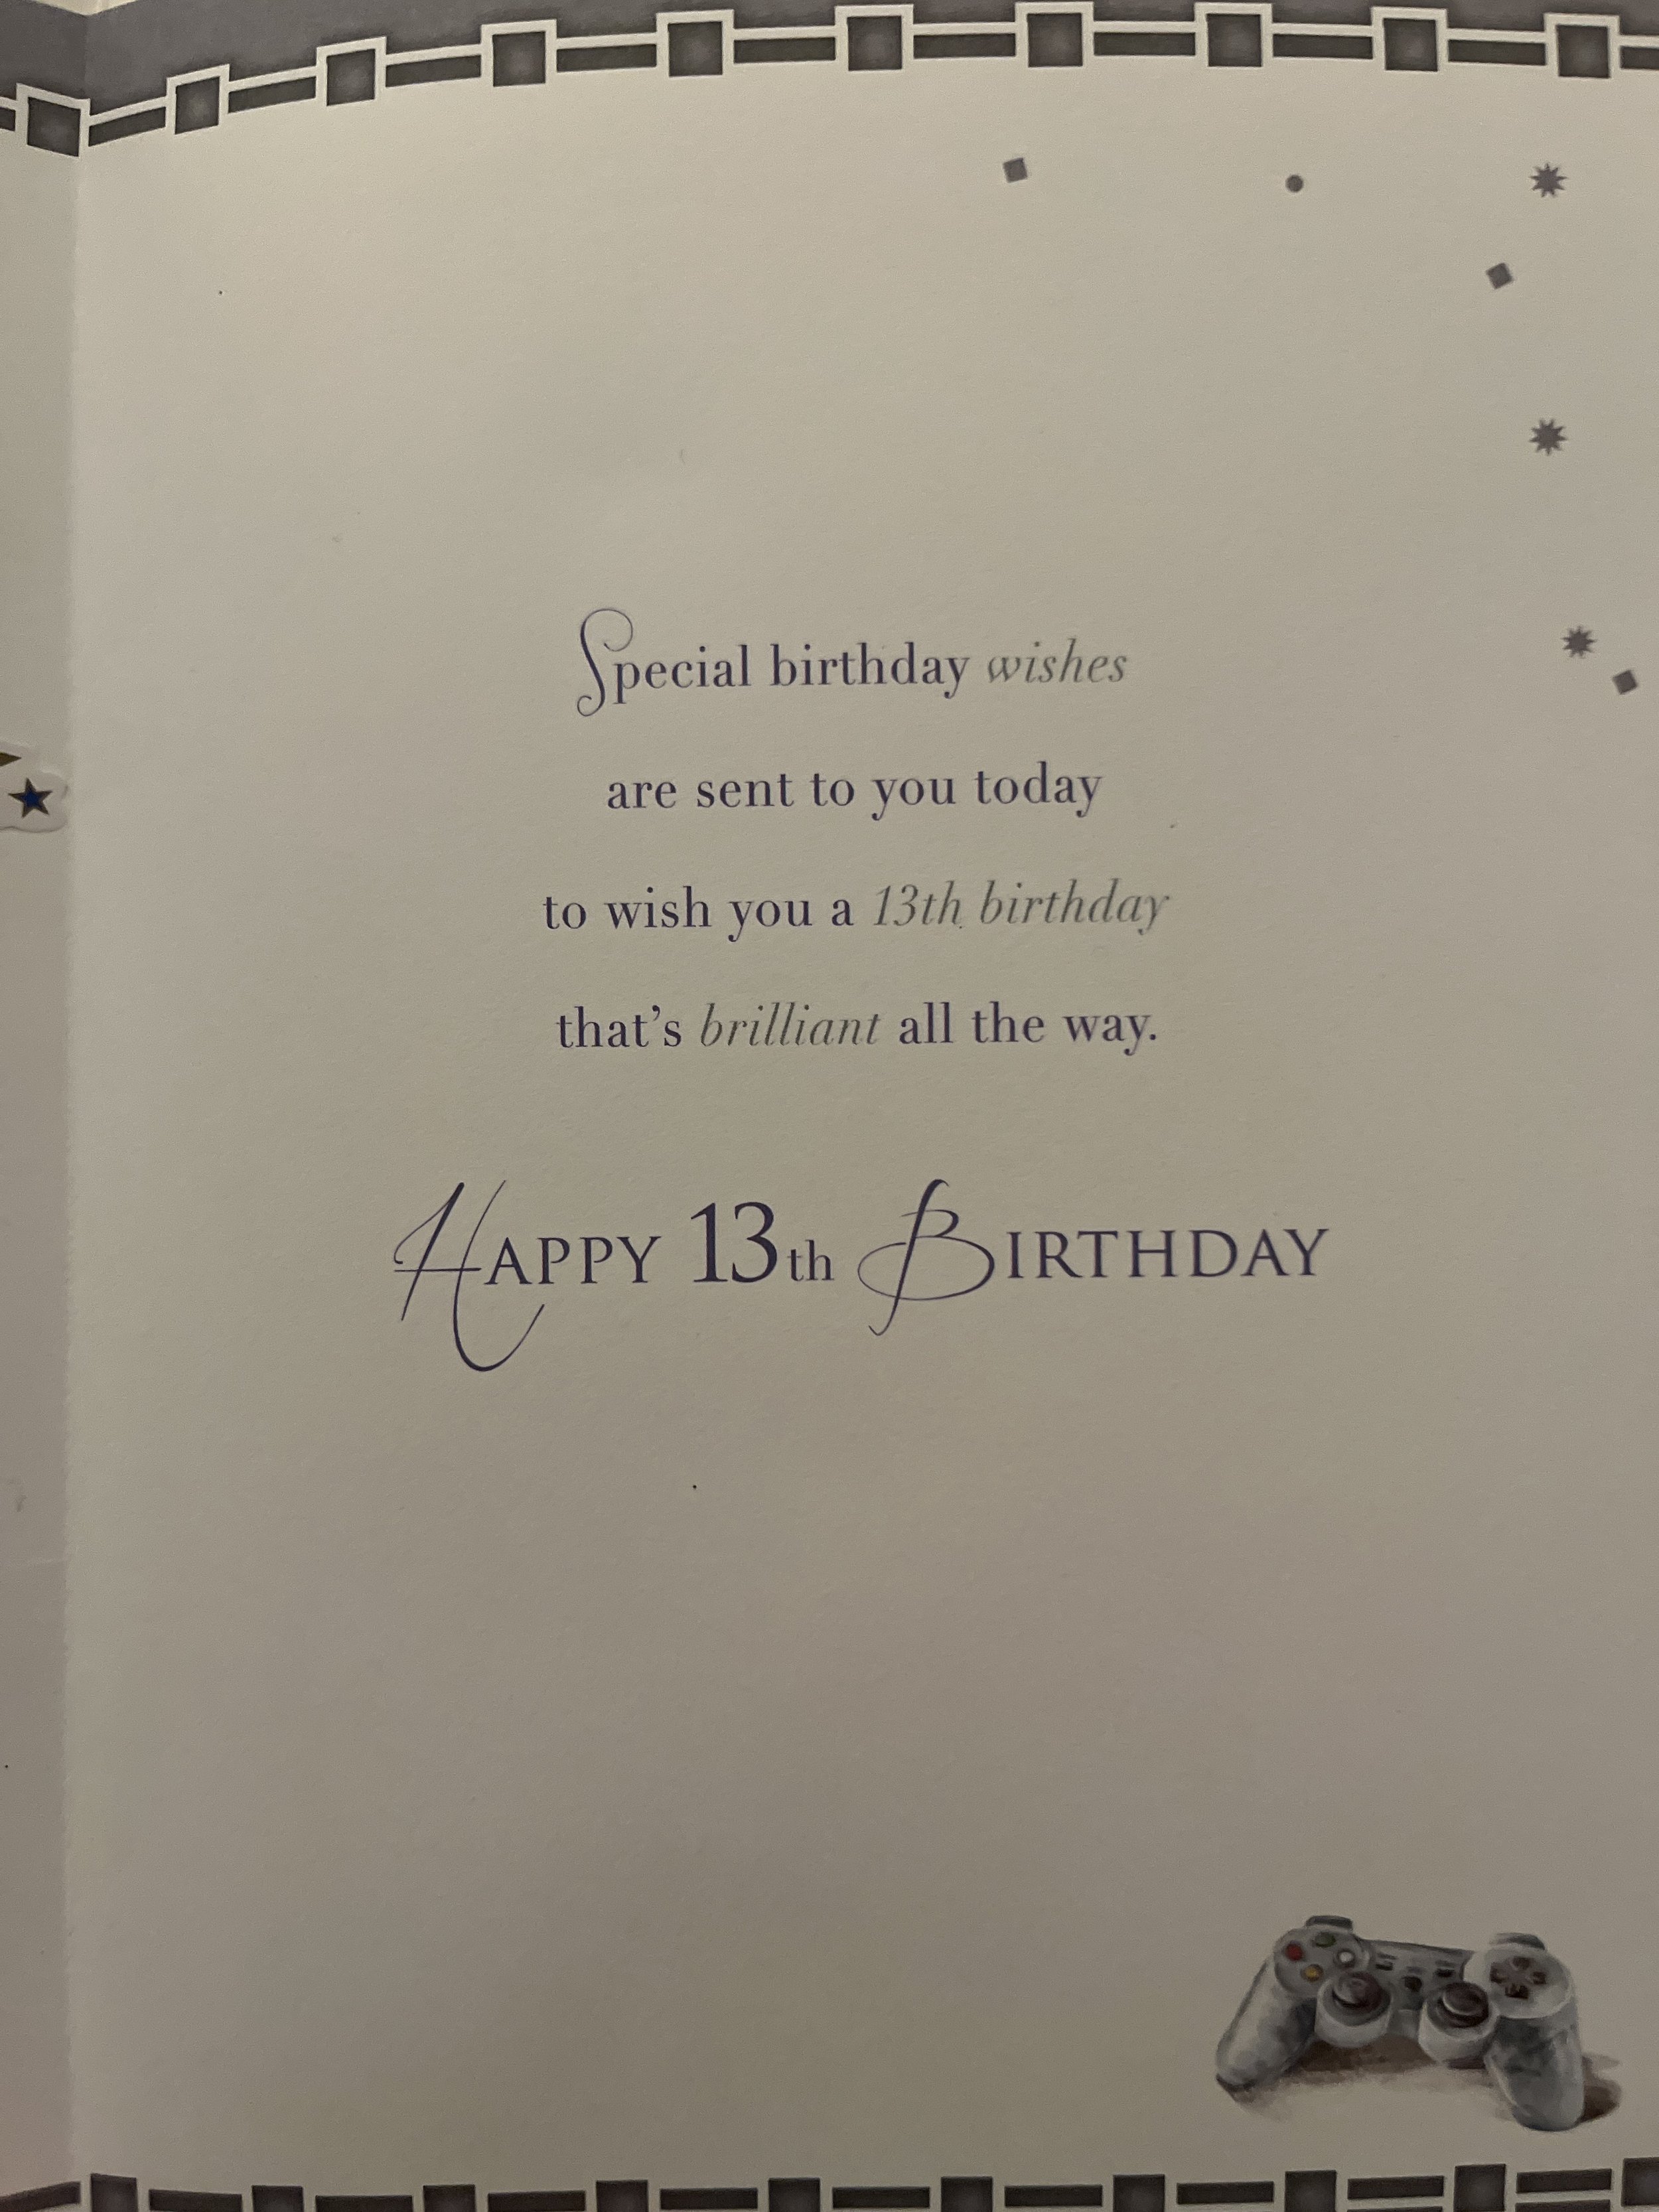 Special birthday wishes
are sent to you today
to wish you a 13th birthday
that's brilliant all the way.
HAPPY 13th BIRTHDAY